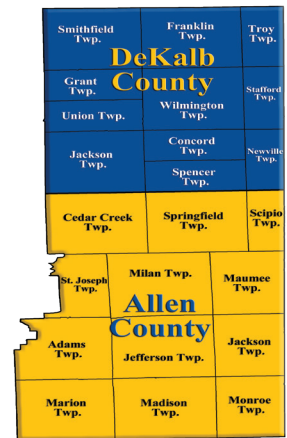 Smithfield
Twp.
Franklin
Twp.
Troy
Twp.
DeKalb
County
Grant
Twp.
Stafford
Twp.
Wilmington
Twp.
Union Twp.
Concord
Twp.
Jackson
Twp.
Newville
Twp.
Spencer
Twp.
Cedar Creek
Twp.
Springfield
Twp.
Scipio
Twp.
St. Joseph
Twp.
Milan Twp.
Maumee
Twp.
Allen
County
Adams
Twp.
Jefferson Twp.
Jackson
Twp.
Marion
Twp.
Madison
Twp.
Monroe
Twp.